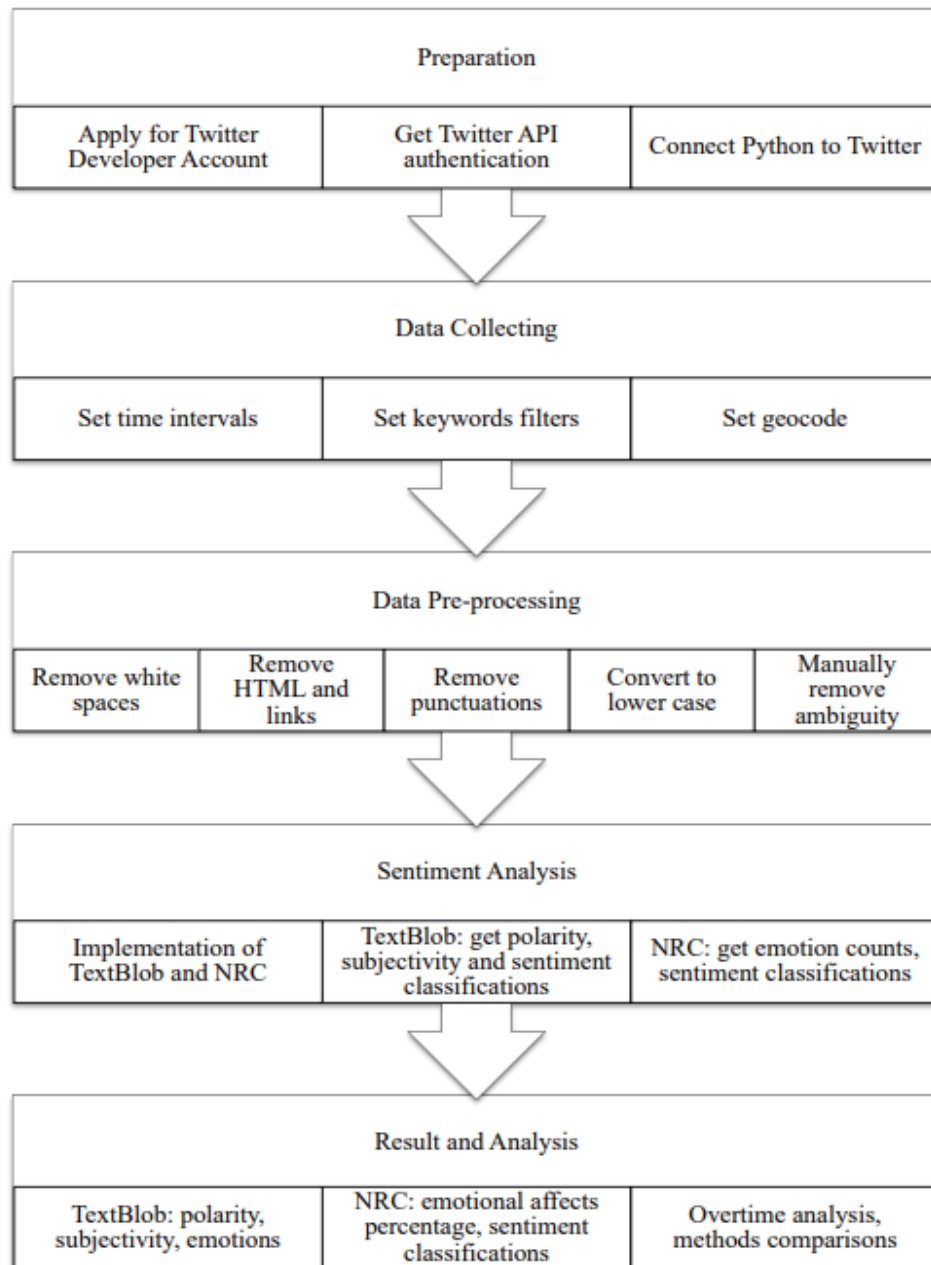 Preparation
Apply for Twitter
Developer Account
Get Twitter API
authentication
Connect Python to Twitter
Data Collecting
Set time intervals
Set keywords filters
Set geocode
Data Pre-processing
Remove white
spaces
Remove
HTML and
links
Remove
punctuations
Convert to
lower case
Manually
remove
ambiguity
Sentiment Analysis
Implementation of
TextBlob and NRC
TextBlob: get polarity,
subjectivity and sentiment
classifications
NRC: get emotion counts,
sentiment classifications
Result and Analysis
TextBlob: polarity,
subjectivity, emotions
NRC: emotional affects
percentage, sentiment
classifications
Overtime analysis,
methods comparisons